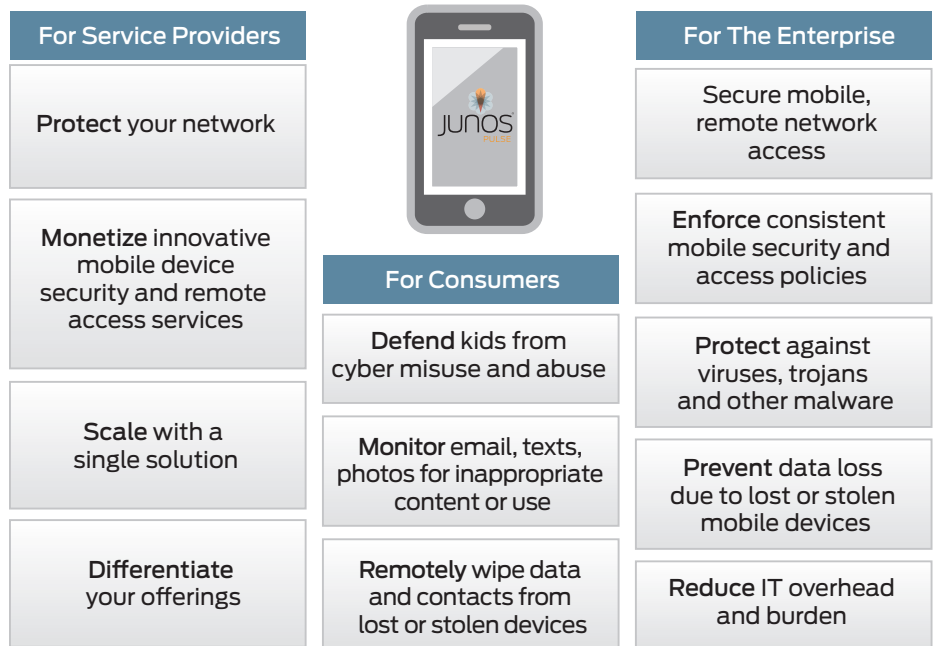 For Service Providers
Protect your network
Monetize innovative
mobile device
security and remote
access services
Scale with a
single solution
Differentiate
your offerings
JUNOS
PULSE
For Consumers
Defend kids from
cyber misuse and abuse
Monitor email, texts,
photos for inappropriate
content or use
Remotely wipe data
and contacts from
lost or stolen devices
For The Enterprise
Secure mobile,
remote network
access
Enforce consistent
mobile security and
access policies
Protect against
viruses, trojans
and other malware
Prevent data loss
due to lost or stolen
mobile devices
Reduce IT overhead
and burden